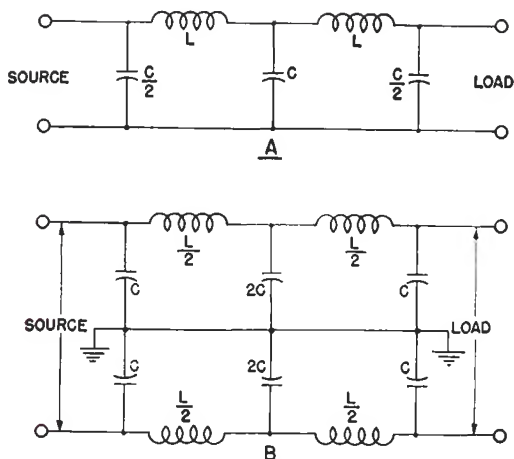 L L
SOURCE C/2 C C/2 LOAD
A
L/2 L/2
C 2C C
SOURCE LOAD
C 2C C
L/2 L/2
B